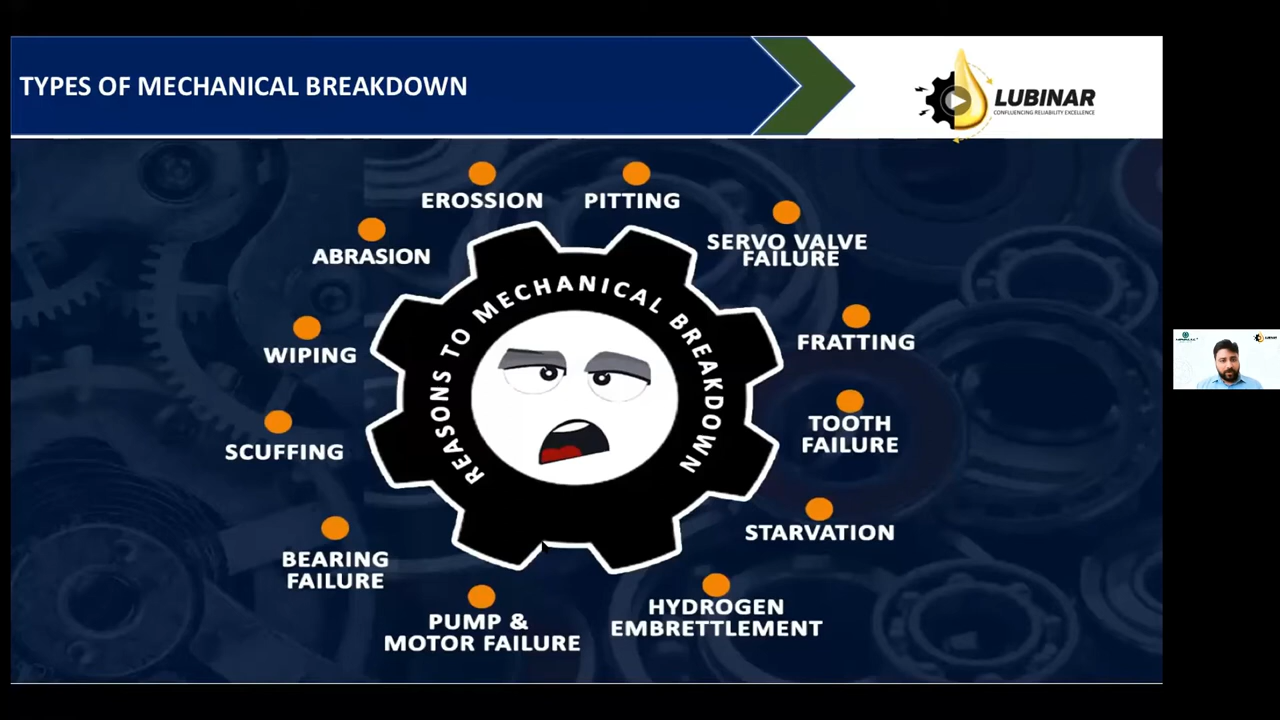 TYPES OF MECHANICAL BREAKDOWN
LUBINAR
CONFLUENCING RELIABILITY EXCELLENCE
EROSSION
PITTING
ABRASION
SERVO VALVE
FAILURE
REASONS TO MECHANICAL BREAKDOWN
WIPING
FRATTING
SCUFFING
TOOTH
FAILURE
STARVATION
BEARING
FAILURE
HYDROGEN
EMBRETTLEMENT
PUMP &
MOTOR FAILURE